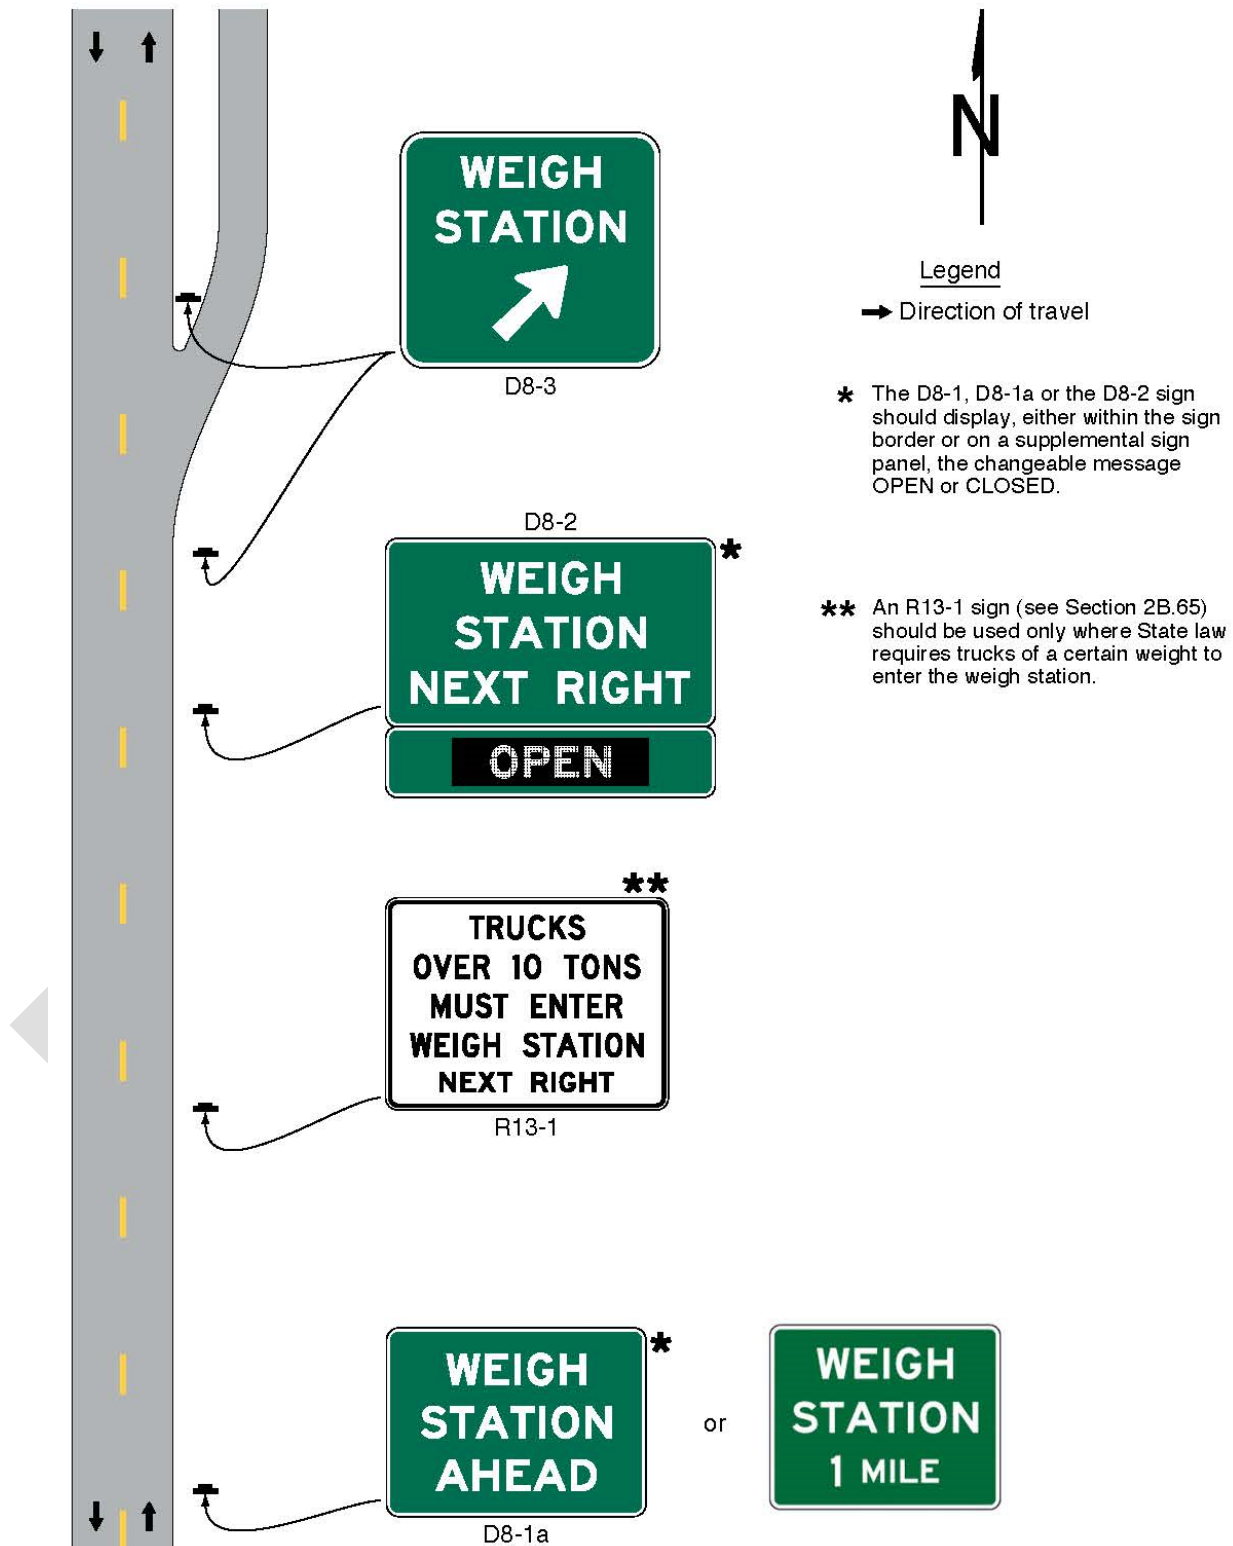 N
WEIGH
STATION
D8-3
Legend
Direction of travel
* The D8-1, D8-1a or the D8-2 sign
should display, either within the sign
border or on a supplemental sign
panel, the changeable message
OPEN or CLOSED.
D8-2
*
WEIGH
STATION
NEXT RIGHT
OPEN
** An R13-1 sign (see Section 2B.65)
should be used only where State law
requires trucks of a certain weight to
enter the weigh station.
**
TRUCKS
OVER 10 TONS
MUST ENTER
WEIGH STATION
NEXT RIGHT
R13-1
*
WEIGH
STATION
AHEAD
D8-1a
or
WEIGH
STATION
1 MILE